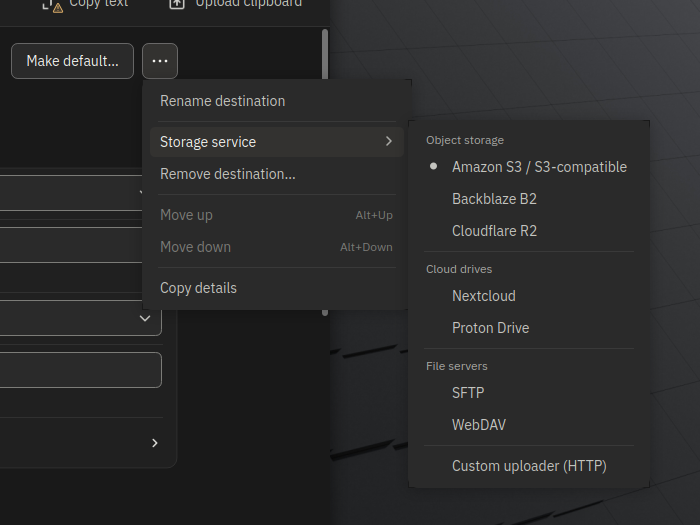 Copy text
Upload clipboard
Make default...
Rename destination
Storage service
Remove destination...
Move up Alt+Up
Move down Alt+Down
Copy details
Object storage
Amazon S3 / S3-compatible
Backblaze B2
Cloudflare R2
Cloud drives
Nextcloud
Proton Drive
File servers
SFTP
WebDAV
Custom uploader (HTTP)